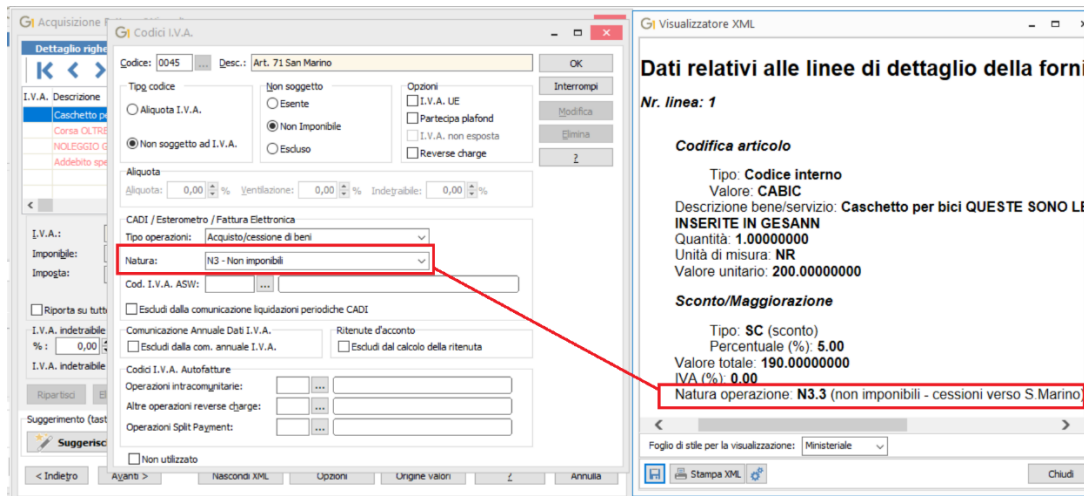 Acquisizione
Dettaglio righe
I.V.A. Descrizione
Caschetto pe
Corsa OLTRE
NOLEGGIO G
Addebito spe
I.V.A.:
Imponibile:
Imposta:
Riporta su tutt
I.V.A. indetraibile
% : 0,00
I.V.A. indetraibile
Ripartisci El
Suggerimento (tast
Suggerisc
< Indietro Avanti > Nascondi XML Opzioni Origine valori ? Annulla
Codici I.V.A.
Codice: 0045 ... Desc.: Art. 71 San Marino
OK
Interrompi
Modifica
Elimina
?
Tipo codice
Aliquota I.V.A.
Non soggetto ad I.V.A.
Non soggetto
Esente
Non Imponibile
Escluso
Opzioni
I.V.A. UE
Partecipa plafond
I.V.A. non esposta
Reverse charge
Aliquota
Aliquota: 0,00 % Ventilazione: 0,00 % Indetraibile: 0,00 %
CADI / Esterometro / Fattura Elettronica
Tipo operazioni: Acquisto/cessione di beni
Natura: N3 - Non imponibili
Cod. I.V.A. ASW: ...
Escludi dalla comunicazione liquidazioni periodiche CADI
Comunicazione Annuale Dati I.V.A.
Escludi dalla com. annuale I.V.A.
Ritenute d'acconto
Escludi dal calcolo della ritenuta
Codici I.V.A. Autofatture
Operazioni intracomunitarie: ...
Altre operazioni reverse charge: ...
Operazioni Split Payment: ...
Non utilizzato
Visualizzatore XML
Dati relativi alle linee di dettaglio della forni
Nr. linea: 1
Codifica articolo
Tipo: Codice interno
Valore: CABIC
Descrizione bene/servizio: Caschetto per bici QUESTE SONO LE
INSERITE IN GESANN
Quantità: 1.00000000
Unità di misura: NR
Valore unitario: 200.00000000
Sconto/Maggiorazione
Tipo: SC (sconto)
Percentuale (%): 5.00
Valore totale: 190.00000000
IVA (%): 0.00
Natura operazione: N3.3 (non imponibili - cessioni verso S.Marino)
Foglio di stile per la visualizzazione: Ministeriale
Stampa XML Chiudi